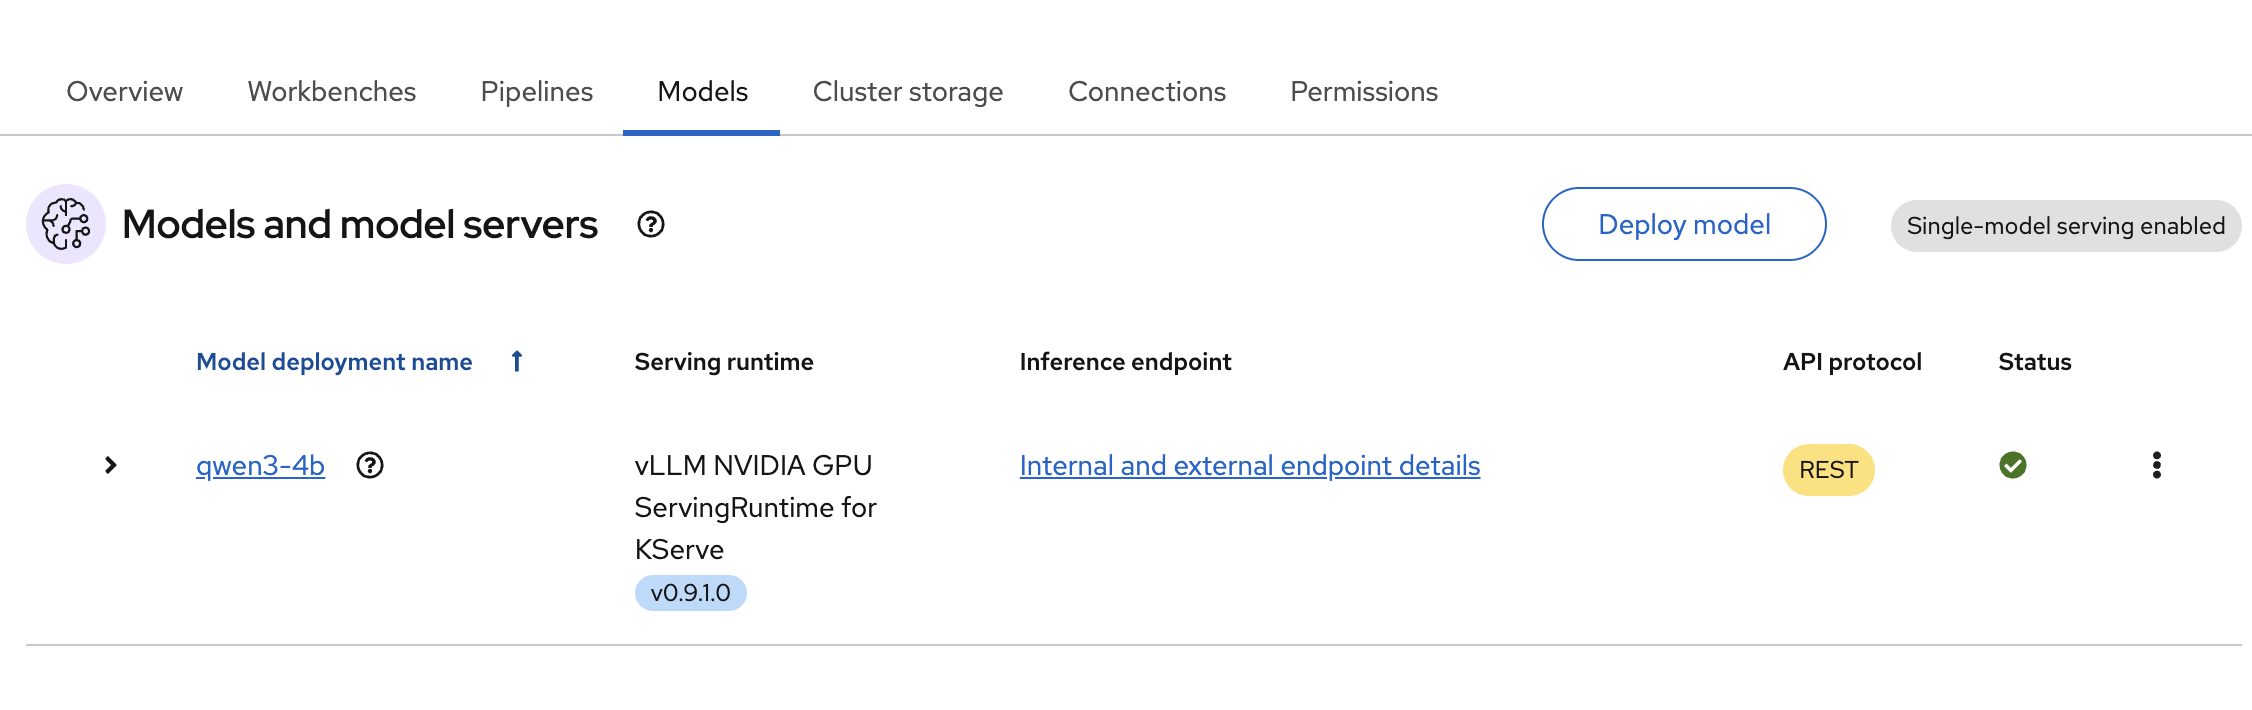 Overview Workbenches Pipelines Models Cluster storage Connections Permissions
Models and model servers
Deploy model
Single-model serving enabled
Model deployment name Serving runtime Inference endpoint API protocol Status
qwen3-4b vLLM NVIDIA GPU Internal and external endpoint details REST
ServingRuntime for
KServe
v0.9.1.0